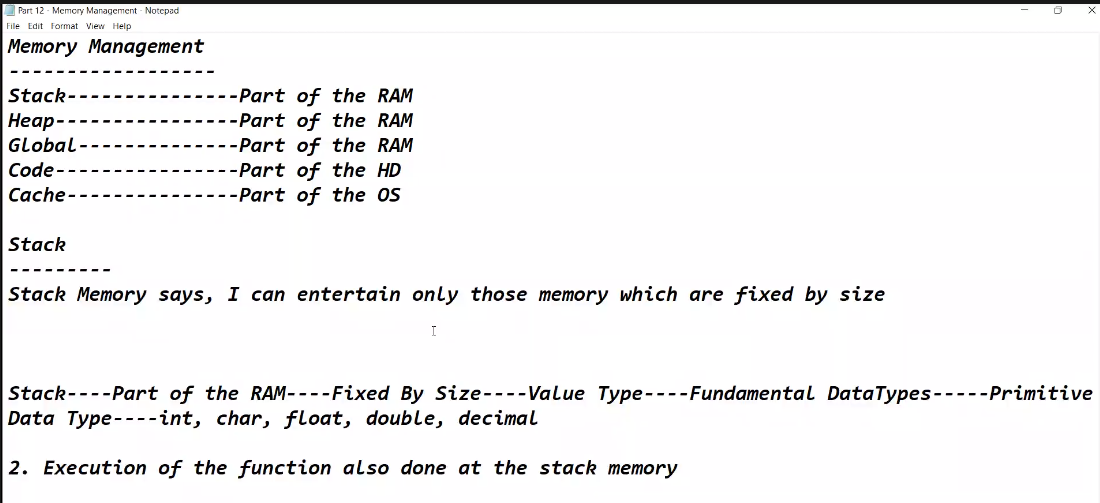 Part 12 - Memory Management - Notepad
File Edit Format View Help
Memory Management
------------------
Stack---------------Part of the RAM
Heap----------------Part of the RAM
Global--------------Part of the RAM
Code----------------Part of the HD
Cache---------------Part of the OS
Stack
---------
Stack Memory says, I can entertain only those memory which are fixed by size
Stack----Part of the RAM----Fixed By Size----Value Type----Fundamental DataTypes-----Primitive
Data Type----int, char, float, double, decimal
2. Execution of the function also done at the stack memory